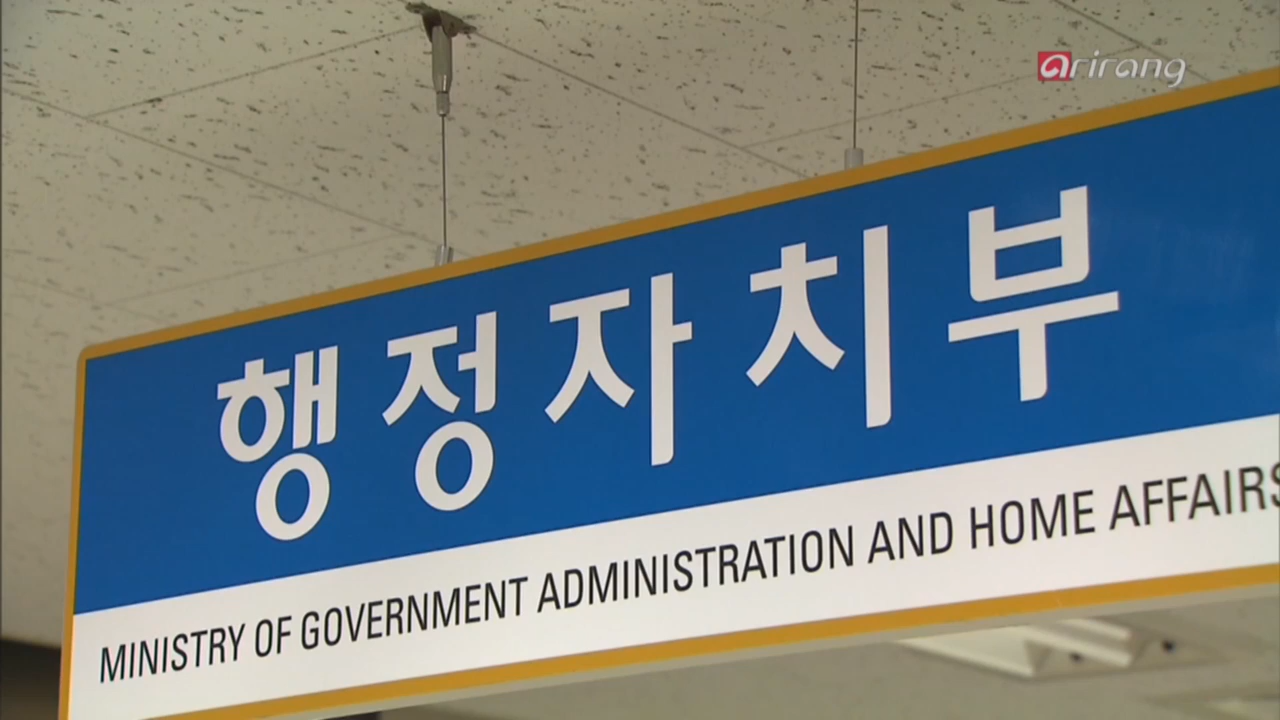 arirang
행정자치부
MINISTRY OF GOVERNMENT ADMINISTRATION AND HOME AFFAIRS